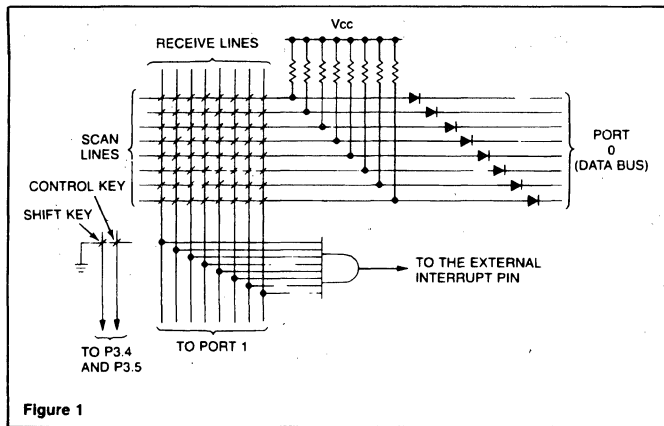 Vcc
RECEIVE LINES
SCAN
LINES
PORT
0
(DATA BUS)
CONTROL KEY
SHIFT KEY
TO THE EXTERNAL
INTERRUPT PIN
TO P3.4
AND P3.5
TO PORT 1
Figure 1